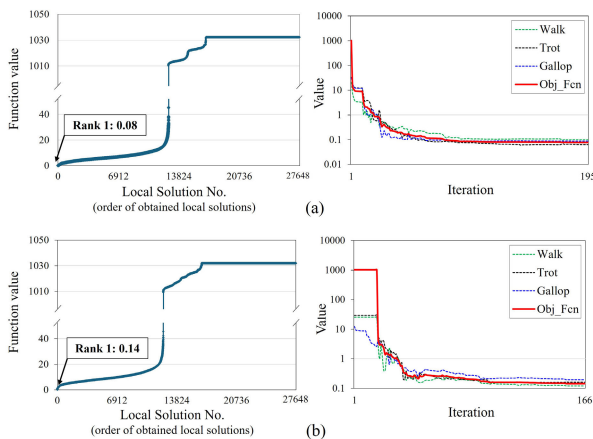 Function value
1050
1030
1010
40
20
0
Rank 1: 0.08
0
6912
13824
20736
27648
Local Solution No.
(order of obtained local solutions)
Value
10000
1000
100
10
1
0.1
0.01
Walk
Trot
Gallop
Obj_Fcn
1
195
Iteration
(a)
Function value
1050
1030
1010
40
20
0
Rank 1: 0.14
0
6912
13824
20736
27648
Local Solution No.
(order of obtained local solutions)
Value
10000
1000
100
10
1
0.1
Walk
Trot
Gallop
Obj_Fcn
1
166
Iteration
(b)